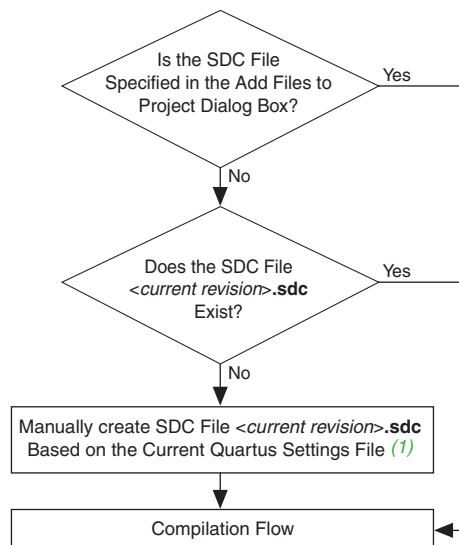 Is the SDC File
Specified in the Add Files to
Project Dialog Box?
Yes
No
Does the SDC File
<current revision>.sdc
Exist?
Yes
No
Manually create SDC File <current revision>.sdc
Based on the Current Quartus Settings File (1)
Compilation Flow